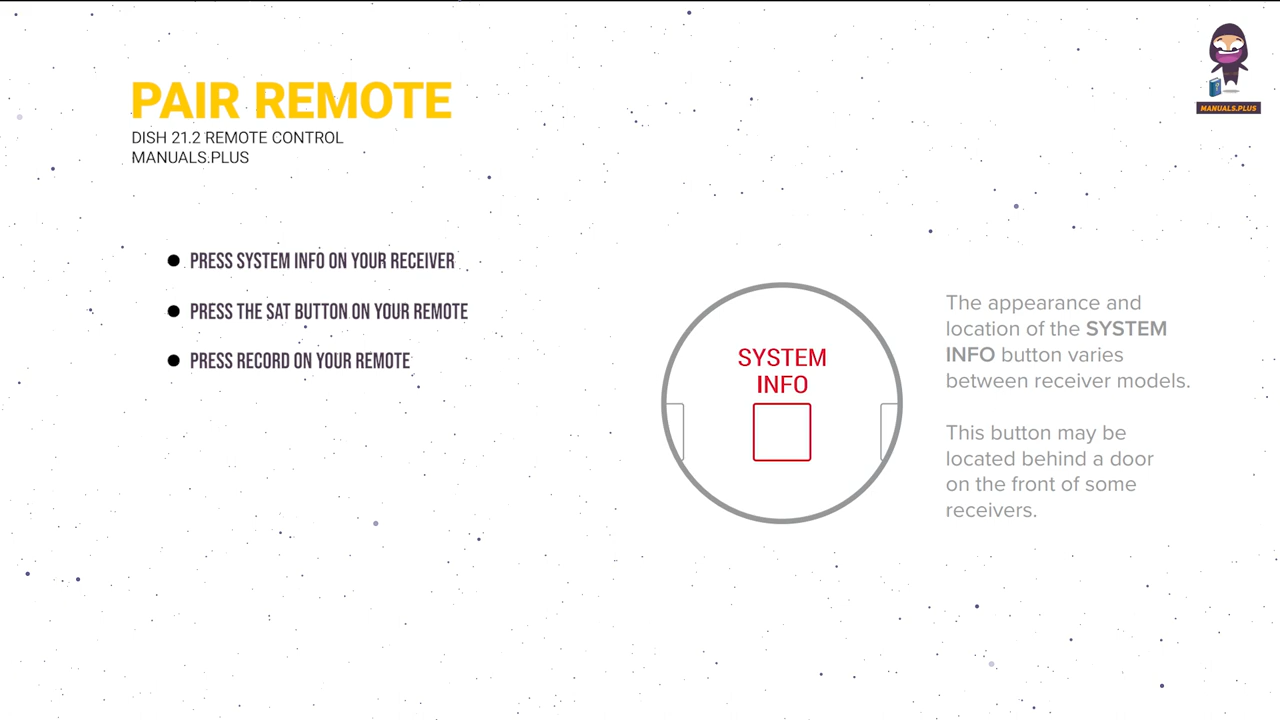 PAIR REMOTE
DISH 21.2 REMOTE CONTROL
MANUALS.PLUS
MANUALS.PLUS
PRESS SYSTEM INFO ON YOUR RECEIVER
PRESS THE SAT BUTTON ON YOUR REMOTE
PRESS RECORD ON YOUR REMOTE
SYSTEM
INFO
The appearance and
location of the SYSTEM
INFO button varies
between receiver models.
This button may be
located behind a door
on the front of some
receivers.